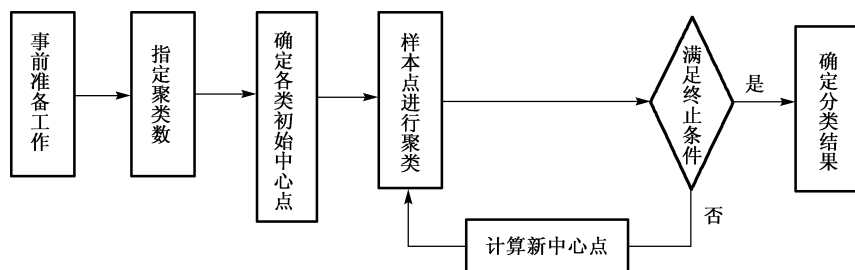 事前准备工作
指定聚类数
确定各类初始中心点
样本点进行聚类
满足终止条件
是
确定分类结果
否
计算新中心点